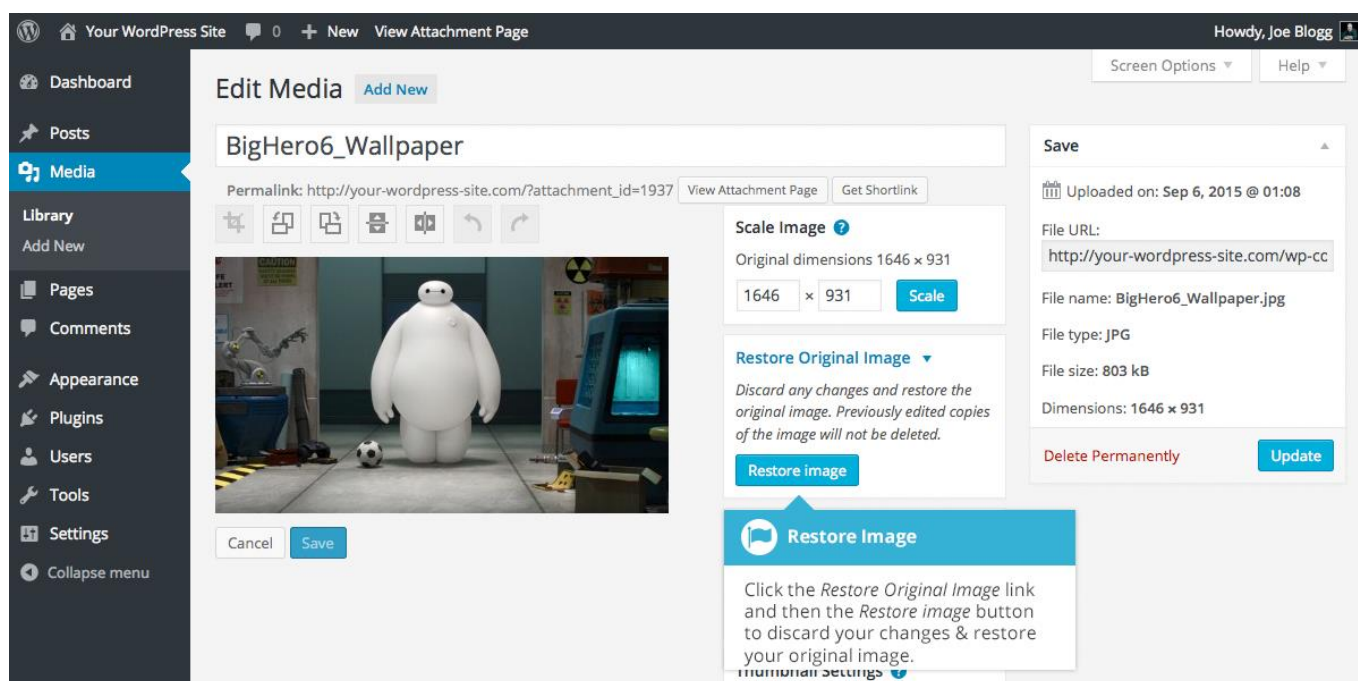 Your WordPress Site 0 + New View Attachment Page Howdy, Joe Blogg
Screen Options Help
Dashboard
Posts
Media
Library
Add New
Pages
Comments
Appearance
Plugins
Users
Tools
Settings
Collapse menu
Edit Media Add New
BigHero6_Wallpaper
Permalink: http://your-wordpress-site.com/?attachment_id=1937 View Attachment Page Get Shortlink
CAUTION
Cancel Save
Scale Image ?
Original dimensions 1646 × 931
1646 × 931 Scale
Restore Original Image
Discard any changes and restore the
original image. Previously edited copies
of the image will not be deleted.
Restore image
Restore Image
Click the Restore Original Image link
and then the Restore image button
to discard your changes & restore
your original image.
Thumbnail Settings ?
Save
Uploaded on: Sep 6, 2015 @ 01:08
File URL:
http://your-wordpress-site.com/wp-cc
File name: BigHero6_Wallpaper.jpg
File type: JPG
File size: 803 kB
Dimensions: 1646 × 931
Delete Permanently Update